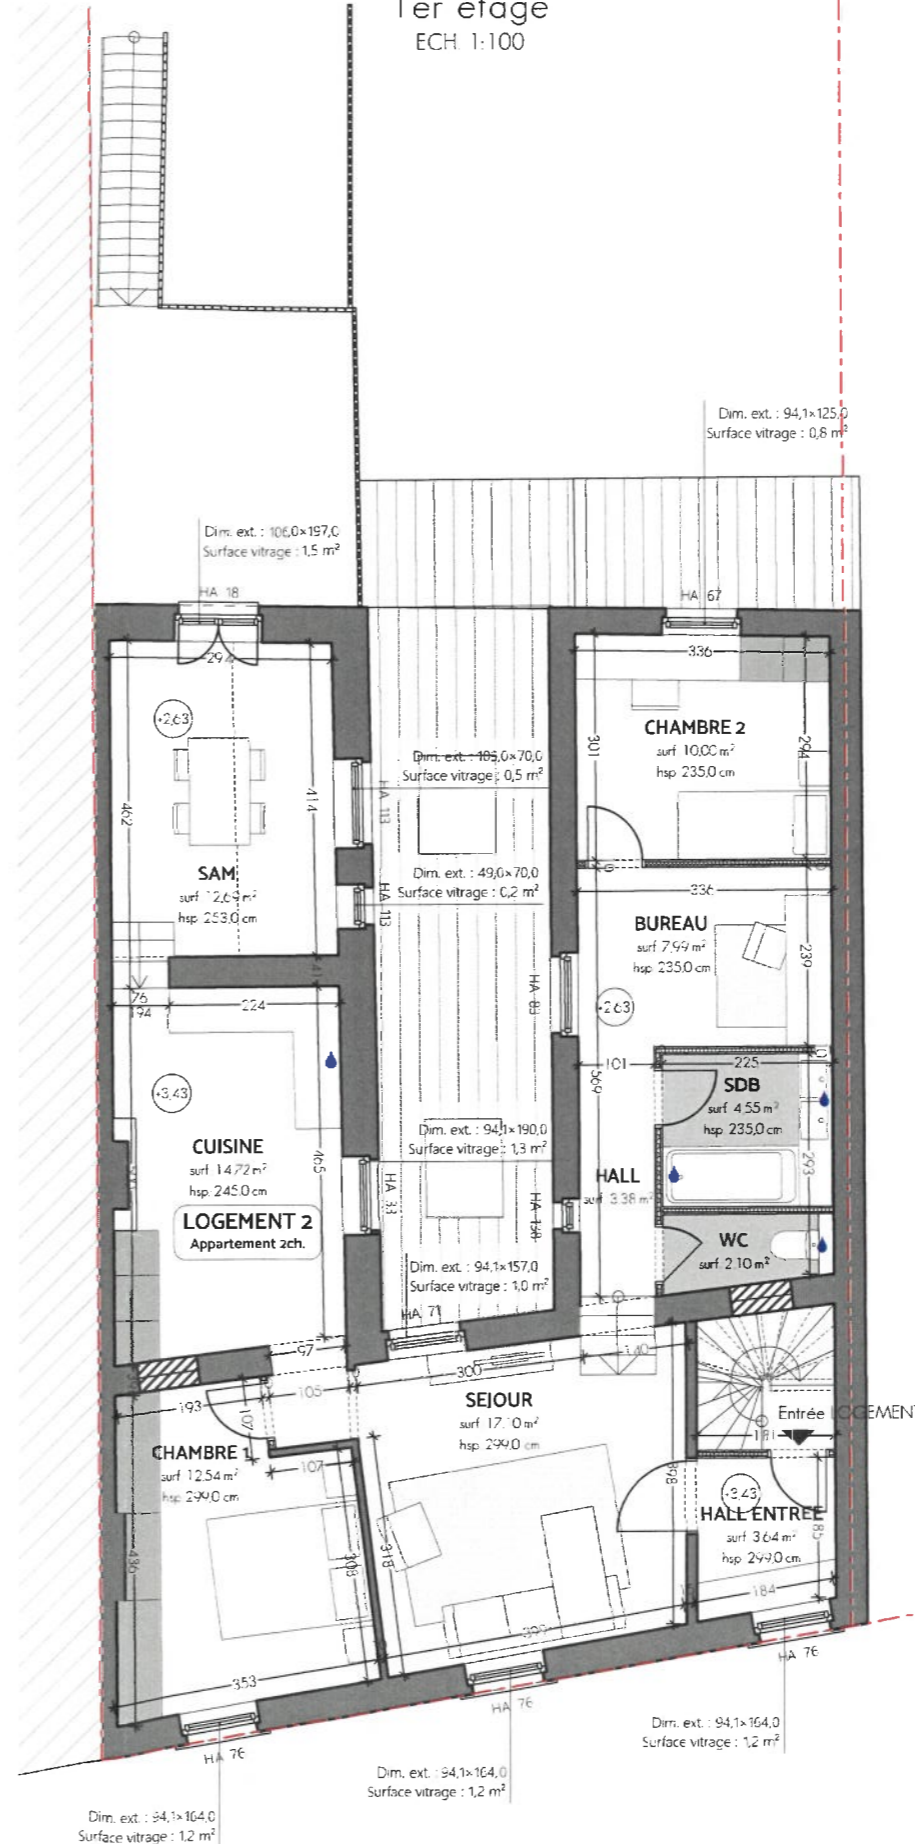 1er étage
ECH 1:100
Dim. ext. : 94,1×125,0
Surface vitrage : 0,8 m²
Dim. ext. : 106,0×197,0
Surface vitrage : 1,5 m²
HA 18
HA 67
294
336
+2,63
CHAMBRE 2
surf 10,00 m²
hsp 235,0 cm
301
294
Dim. ext. : 105,0×70,0
Surface vitrage : 0,5 m²
HA 113
462
414
SAM
surf 12,69 m²
hsp 253,0 cm
Dim. ext. : 49,0×70,0
Surface vitrage : 0,2 m²
HA 113
336
BUREAU
surf 7,99 m²
hsp 235,0 cm
239
HA 83
+2,63
76
94
224
+3,43
101
225
569
SDB
surf 4,55 m²
hsp 235,0 cm
CUISINE
surf 14,72 m²
hsp 245,0 cm
465
LOGEMENT 2
Appartement 2ch.
Dim. ext. : 94,1×190,0
Surface vitrage : 1,3 m²
HA 33
HALL
surf 3,38 m²
293
HA 138
WC
surf 2,10 m²
Dim. ext. : 94,1×157,0
Surface vitrage : 1,0 m²
HA 71
97
300
140
193
105
107
SEJOUR
surf 17,10 m²
hsp 299,0 cm
Entrée LOGEMENT
181
CHAMBRE 1
surf 12,54 m²
hsp 299,0 cm
107
398
+3,43
HALL ENTREE
surf 3,64 m²
hsp 299,0 cm
436
308
318
184
353
HA 76
HA 76
HA 76
Dim. ext. : 94,1×164,0
Surface vitrage : 1,2 m²
Dim. ext. : 94,1×164,0
Surface vitrage : 1,2 m²
Dim. ext. : 94,1×164,0
Surface vitrage : 1,2 m²